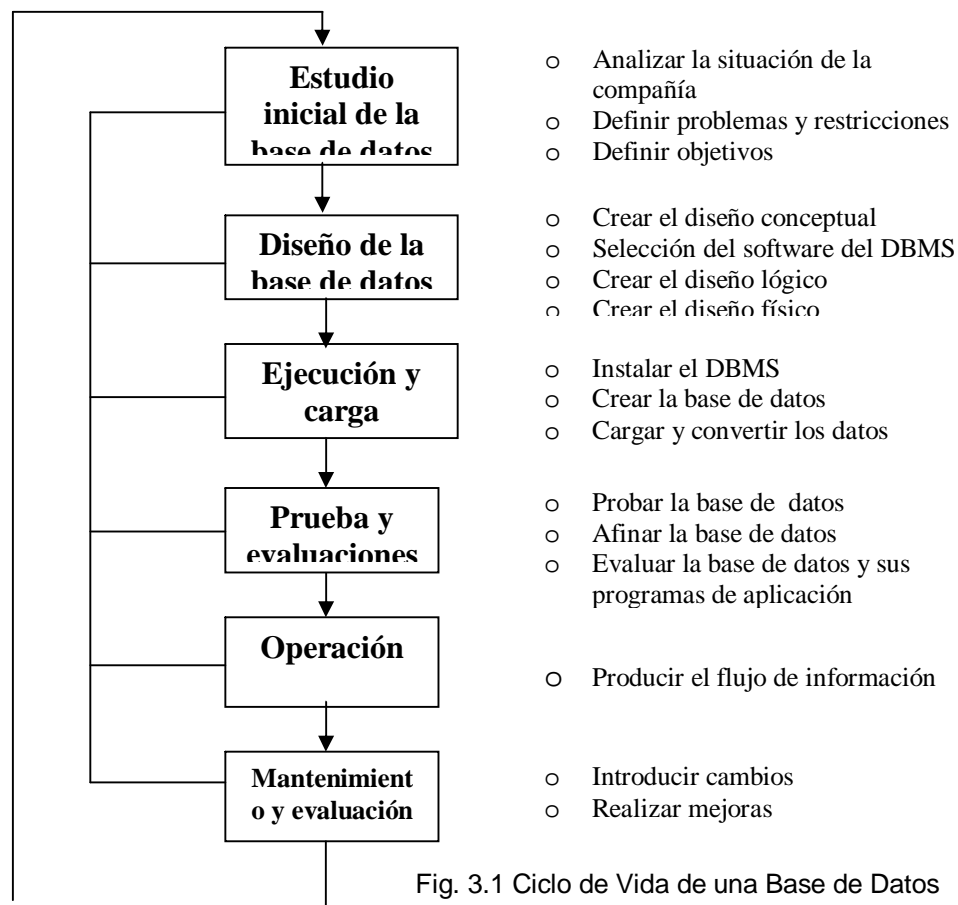 Estudio
inicial de la
base de datos
o Analizar la situación de la
compañía
o Definir problemas y restricciones
o Definir objetivos
Diseño de la
base de datos
o Crear el diseño conceptual
o Selección del software del DBMS
o Crear el diseño lógico
o Crear el diseño físico
Ejecución y
carga
o Instalar el DBMS
o Crear la base de datos
o Cargar y convertir los datos
Prueba y
evaluaciones
o Probar la base de datos
o Afinar la base de datos
o Evaluar la base de datos y sus
programas de aplicación
Operación
o Producir el flujo de información
Mantenimient
o y evaluación
o Introducir cambios
o Realizar mejoras
Fig. 3.1 Ciclo de Vida de una Base de Datos